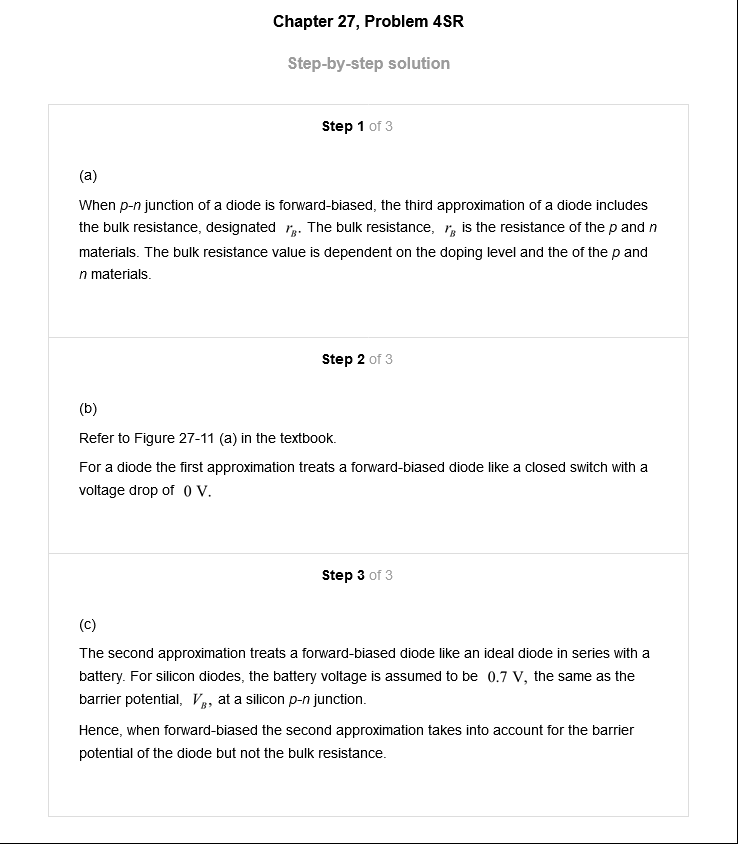 Chapter 27, Problem 4SR
Step-by-step solution
Step 1 of 3
(a)
When p-n junction of a diode is forward-biased, the third approximation of a diode includes
the bulk resistance, designated r_B. The bulk resistance, r_B is the resistance of the p and n
materials. The bulk resistance value is dependent on the doping level and the of the p and
n materials.
Step 2 of 3
(b)
Refer to Figure 27-11 (a) in the textbook.
For a diode the first approximation treats a forward-biased diode like a closed switch with a
voltage drop of 0 V.
Step 3 of 3
(c)
The second approximation treats a forward-biased diode like an ideal diode in series with a
battery. For silicon diodes, the battery voltage is assumed to be 0.7 V, the same as the
barrier potential, V_B, at a silicon p-n junction.
Hence, when forward-biased the second approximation takes into account for the barrier
potential of the diode but not the bulk resistance.